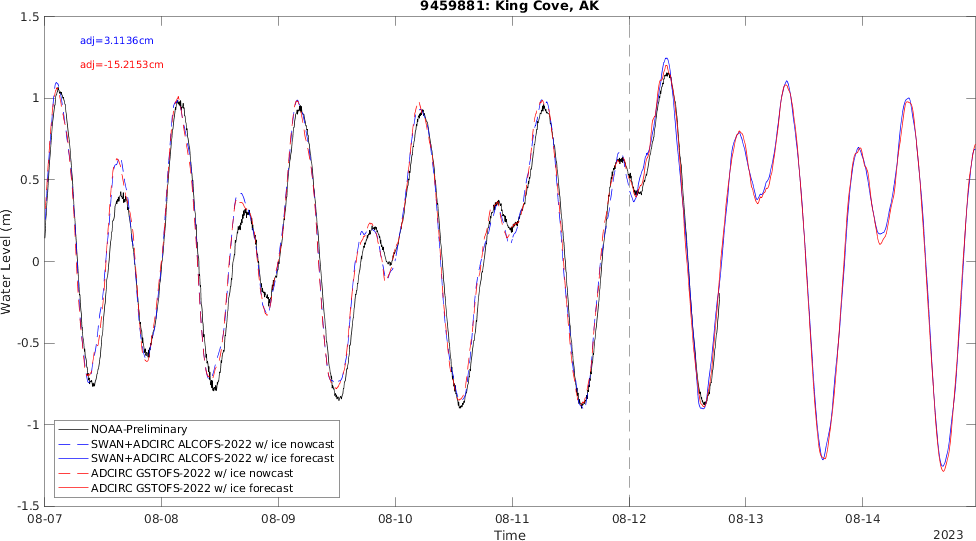 9459881: King Cove, AK
adj=3.1136cm
adj=-15.2153cm
1.5
1
0.5
0
-0.5
-1
-1.5
Water Level (m)
NOAA-Preliminary
SWAN+ADCIRC ALCOFS-2022 w/ ice nowcast
SWAN+ADCIRC ALCOFS-2022 w/ ice forecast
ADCIRC GSTOFS-2022 w/ ice nowcast
ADCIRC GSTOFS-2022 w/ ice forecast
08-07 08-08 08-09 08-10 08-11 08-12 08-13 08-14
Time
2023